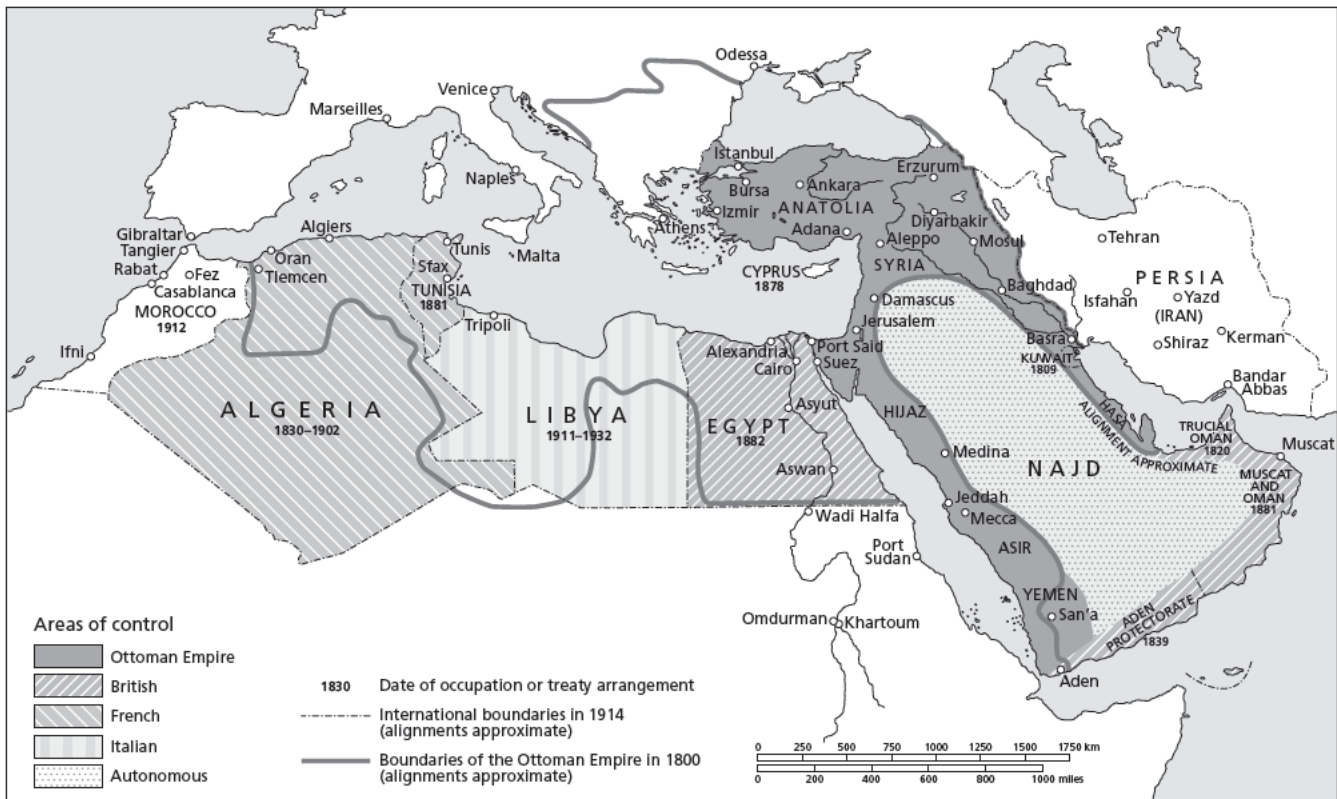 Odessa
Venice
Marseilles
Istanbul
Erzurum
Naples
Bursa
Ankara
ANATOLIA
Izmir
Diyarbakir
Athens
Adana
Mosul
Tehran
Gibraltar
Algiers
Tangier
Oran
Tunis
Malta
Aleppo
Rabat
Fez
Tlemcen
Sfax
SYRIA
CYPRUS
1878
PERSIA
(IRAN)
Casablanca
TUNISIA
1881
Baghdad
Isfahan
Yazd
MOROCCO
1912
Damascus
Tripoli
Jerusalem
Basra
Kerman
Shiraz
Ifni
Alexandria
Port Said
KUWAIT
1809
Cairo
Suez
Bandar
Abbas
ALGERIA
1830–1902
LIBYA
1911–1932
EGYPT
1882
Asyut
HIJAZ
HASA
ALIGNMENT APPROXIMATE
TRUCIAL
OMAN
1820
Muscat
Medina
NAJD
Aswan
MUSCAT
AND
OMAN
1881
Jeddah
Mecca
Wadi Halfa
ASIR
Port
Sudan
YEMEN
San'a
Omdurman
Khartoum
ADEN
PROTECTORATE
1839
Aden
Areas of control
Ottoman Empire
British
French
Italian
Autonomous
1830 Date of occupation or treaty arrangement
International boundaries in 1914
(alignments approximate)
Boundaries of the Ottoman Empire in 1800
(alignments approximate)
0 250 500 750 1000 1250 1500 1750 km
0 200 400 600 800 1000 miles